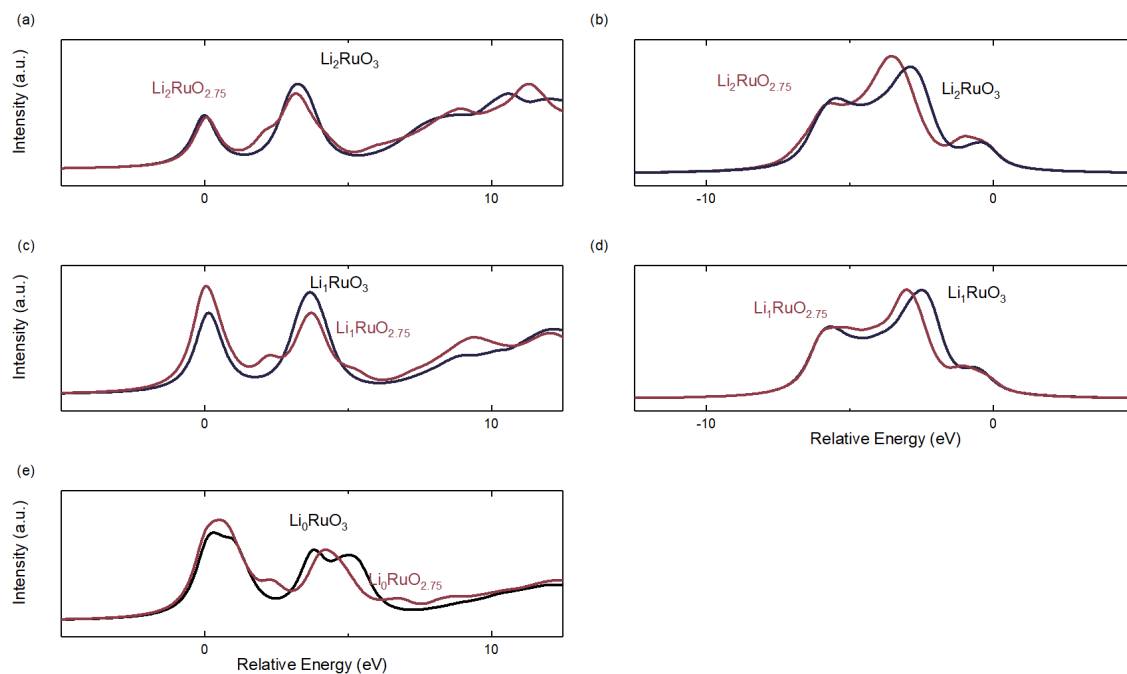 (a)
Intensity (a.u.)
Li₂RuO₃
Li₂RuO₂.₇₅
0
10
(b)
Li₂RuO₂.₇₅
Li₂RuO₃
-10
0
(c)
Intensity (a.u.)
Li₁RuO₃
Li₁RuO₂.₇₅
0
10
(d)
Li₁RuO₃
Li₁RuO₂.₇₅
-10
0
Relative Energy (eV)
(e)
Intensity (a.u.)
Li₀RuO₃
Li₀RuO₂.₇₅
0
10
Relative Energy (eV)